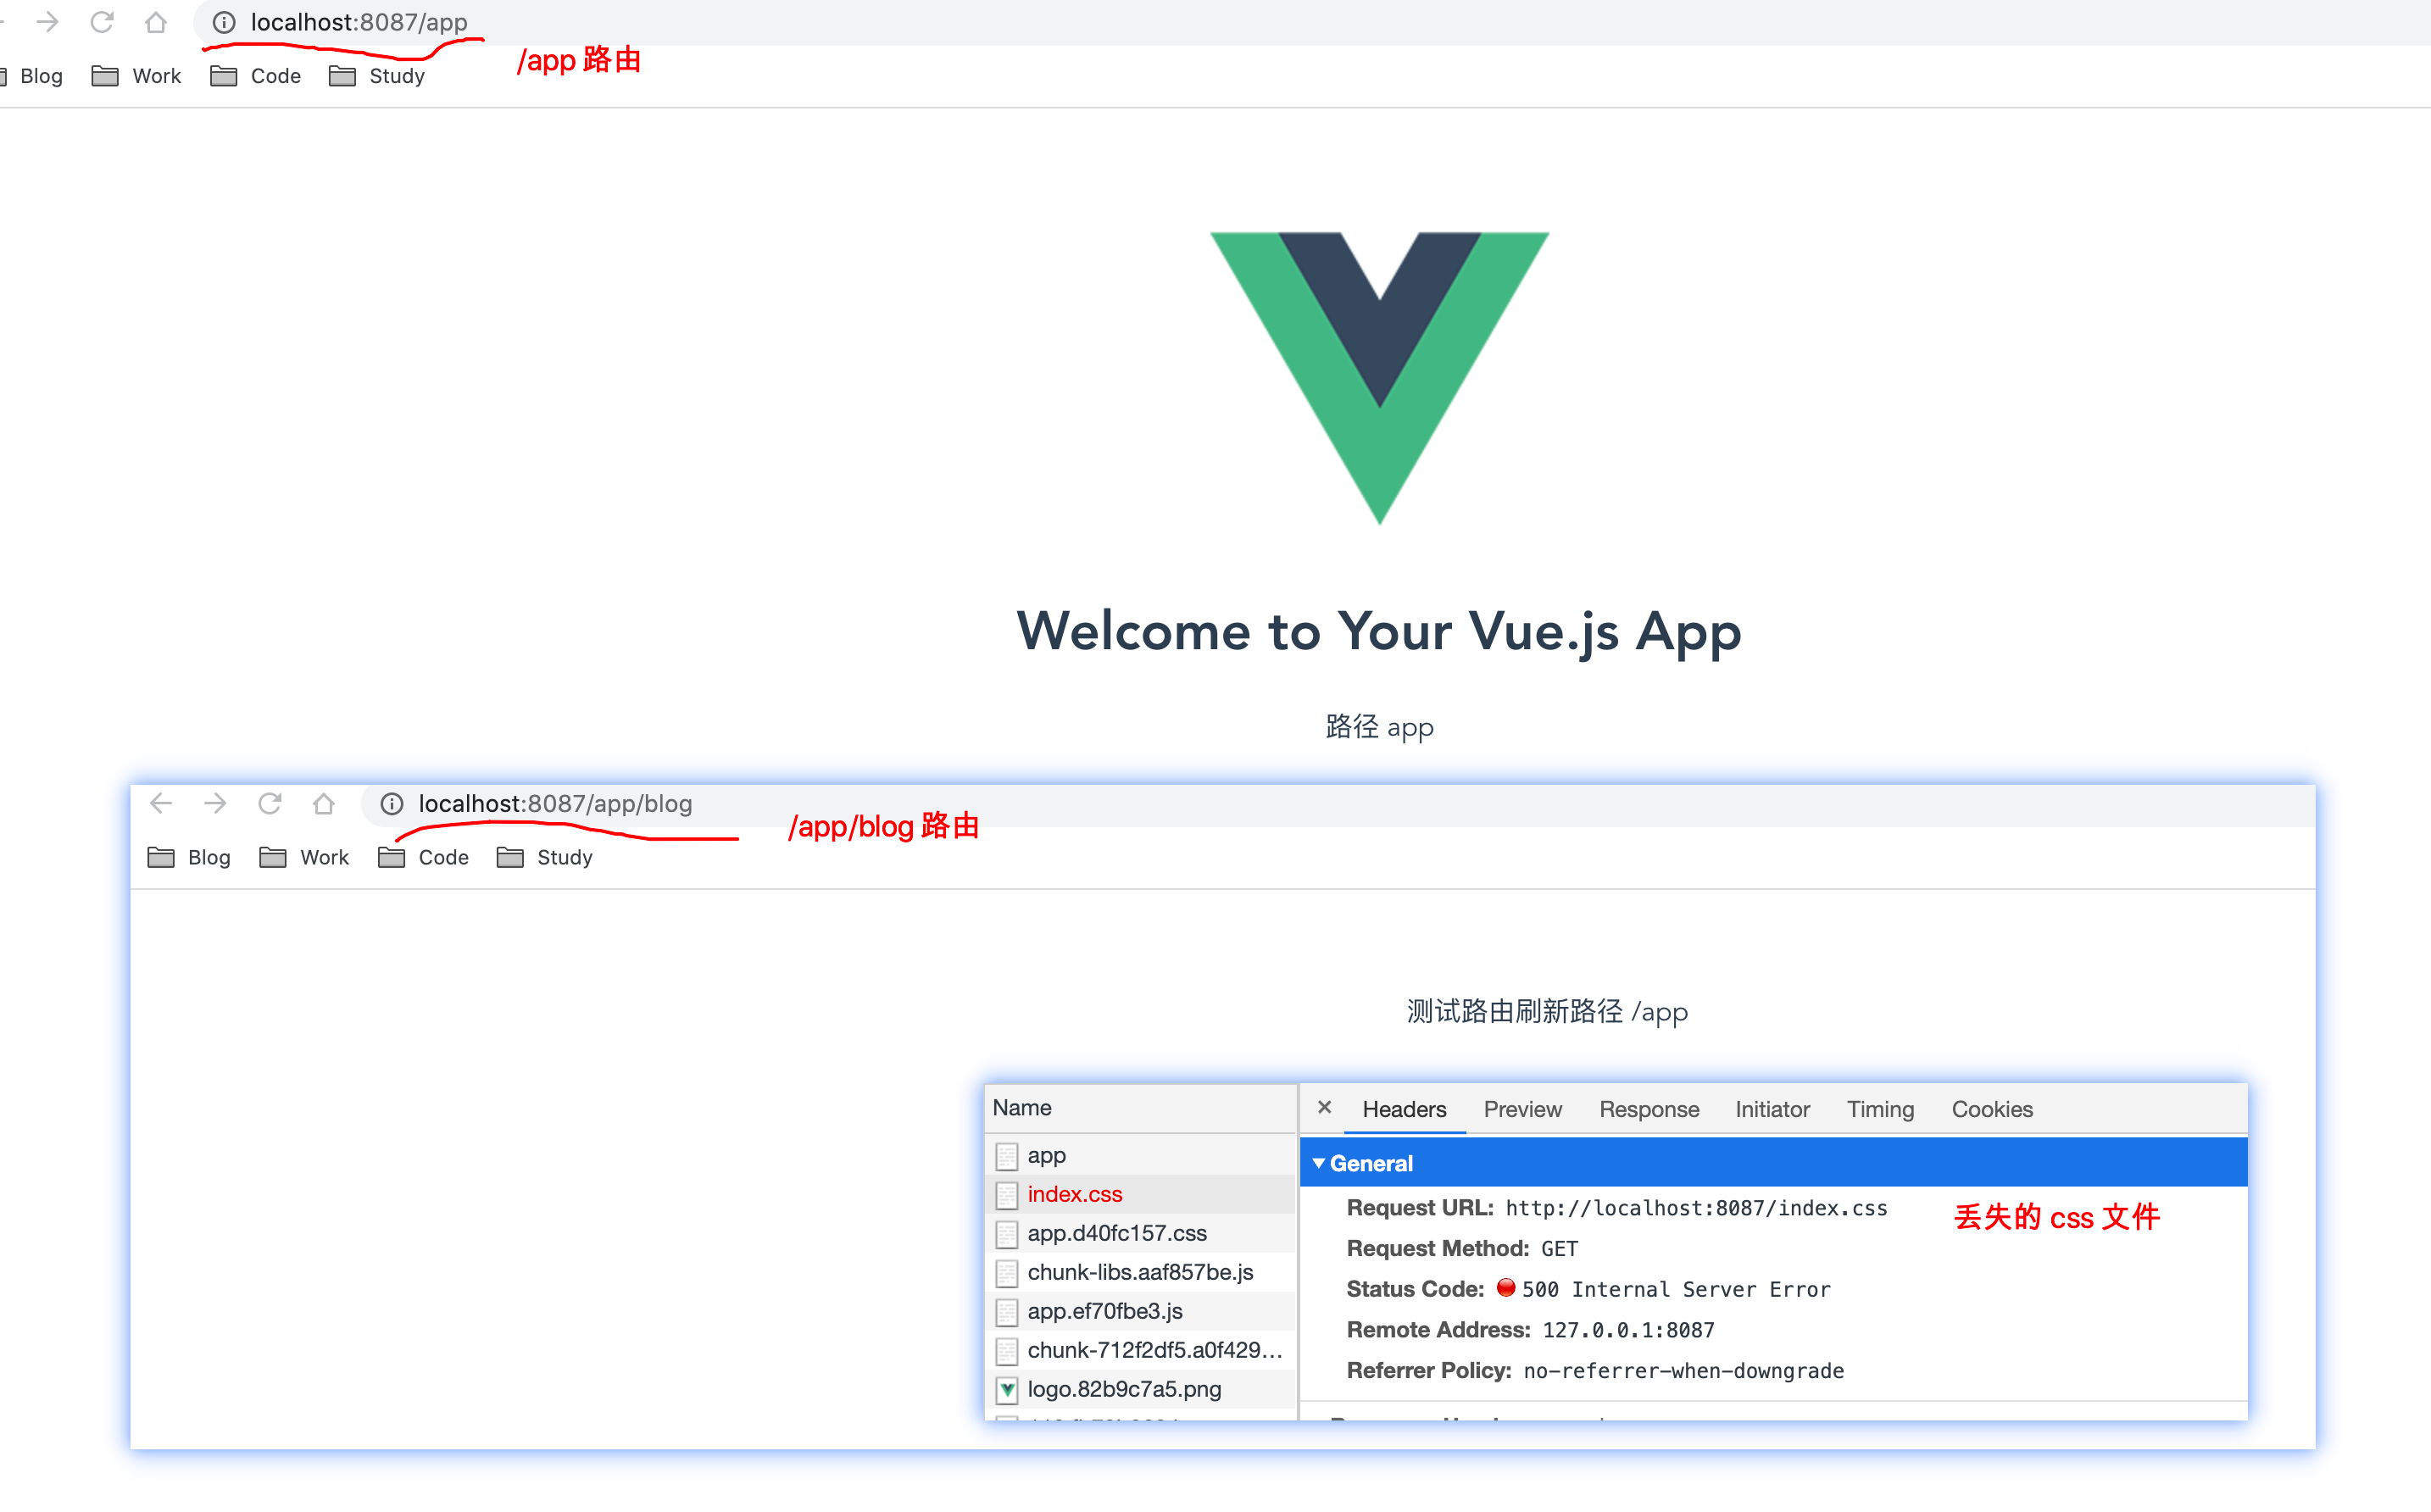 localhost:8087/app
/app 路由
Blog Work Code Study
Welcome to Your Vue.js App
路径 app
localhost:8087/app/blog
/app/blog 路由
Blog Work Code Study
测试路由刷新路径 /app
Name
Headers Preview Response Initiator Timing Cookies
app
General
index.css
Request URL: http://localhost:8087/index.css
丢失的 css 文件
app.d40fc157.css
Request Method: GET
chunk-libs.aaf857be.js
Status Code: 500 Internal Server Error
app.ef70fbe3.js
Remote Address: 127.0.0.1:8087
chunk-712f2df5.a0f429...
Referrer Policy: no-referrer-when-downgrade
logo.82b9c7a5.png